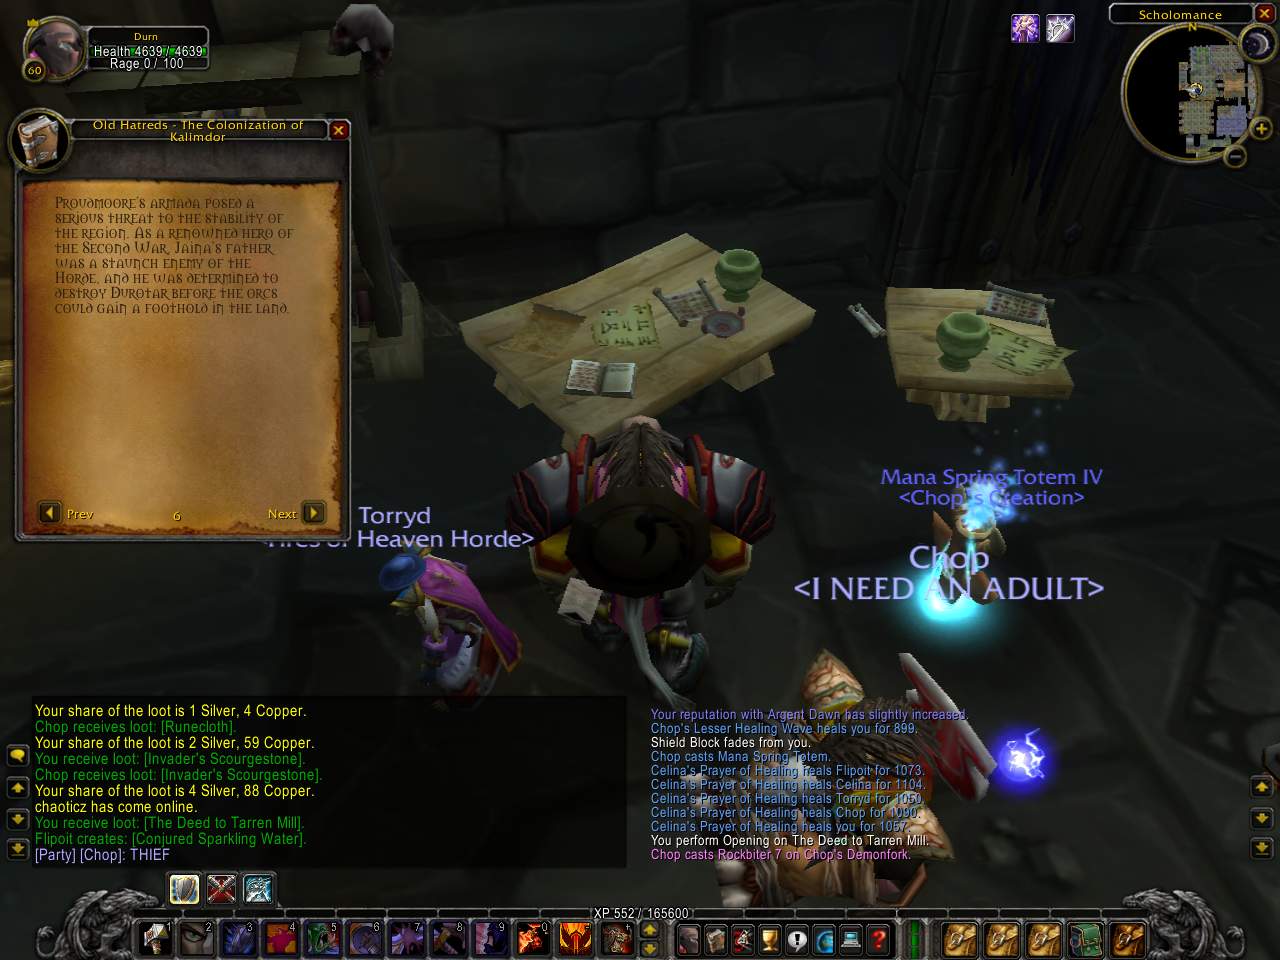 Durn
Health 4639 / 4639
Rage 0 / 100
60
Scholomance
N
Old Hatreds - The Colonization of
Kalimdor
Proudmoore's armada posed a
serious threat to the stability of
the region. As a renowned hero of
the Second War, Jaina's father
was a staunch enemy of the
Horde, and he was determined to
destroy Durotar before the orcs
could gain a foothold in the land.
Prev
6
Next
Torryd
of Heaven Horde>
Mana Spring Totem IV
<Chop's Creation>
Chop
<I NEED AN ADULT>
Your share of the loot is 1 Silver, 4 Copper.
Chop receives loot: [Runecloth].
Your share of the loot is 2 Silver, 59 Copper.
You receive loot: [Invader's Scourgestone].
Chop receives loot: [Invader's Scourgestone].
Your share of the loot is 4 Silver, 88 Copper.
chaoticz has come online.
You receive loot: [The Deed to Tarren Mill].
Flipoit creates: [Conjured Sparkling Water].
[Party] [Chop]: THIEF
Your reputation with Argent Dawn has slightly increased.
Chop's Lesser Healing Wave heals you for 899.
Shield Block fades from you.
Chop casts Mana Spring Totem.
Celina's Prayer of Healing heals Flipoit for 1073.
Celina's Prayer of Healing heals Celina for 1104.
Celina's Prayer of Healing heals Torryd for 1050.
Celina's Prayer of Healing heals Chop for 1090.
Celina's Prayer of Healing heals you for 1057.
You perform Opening on The Deed to Tarren Mill.
Chop casts Rockbiter 7 on Chop's Demonfork.
XP 552 / 165600
1 2 3 4 5 6 7 8 9 0 - +